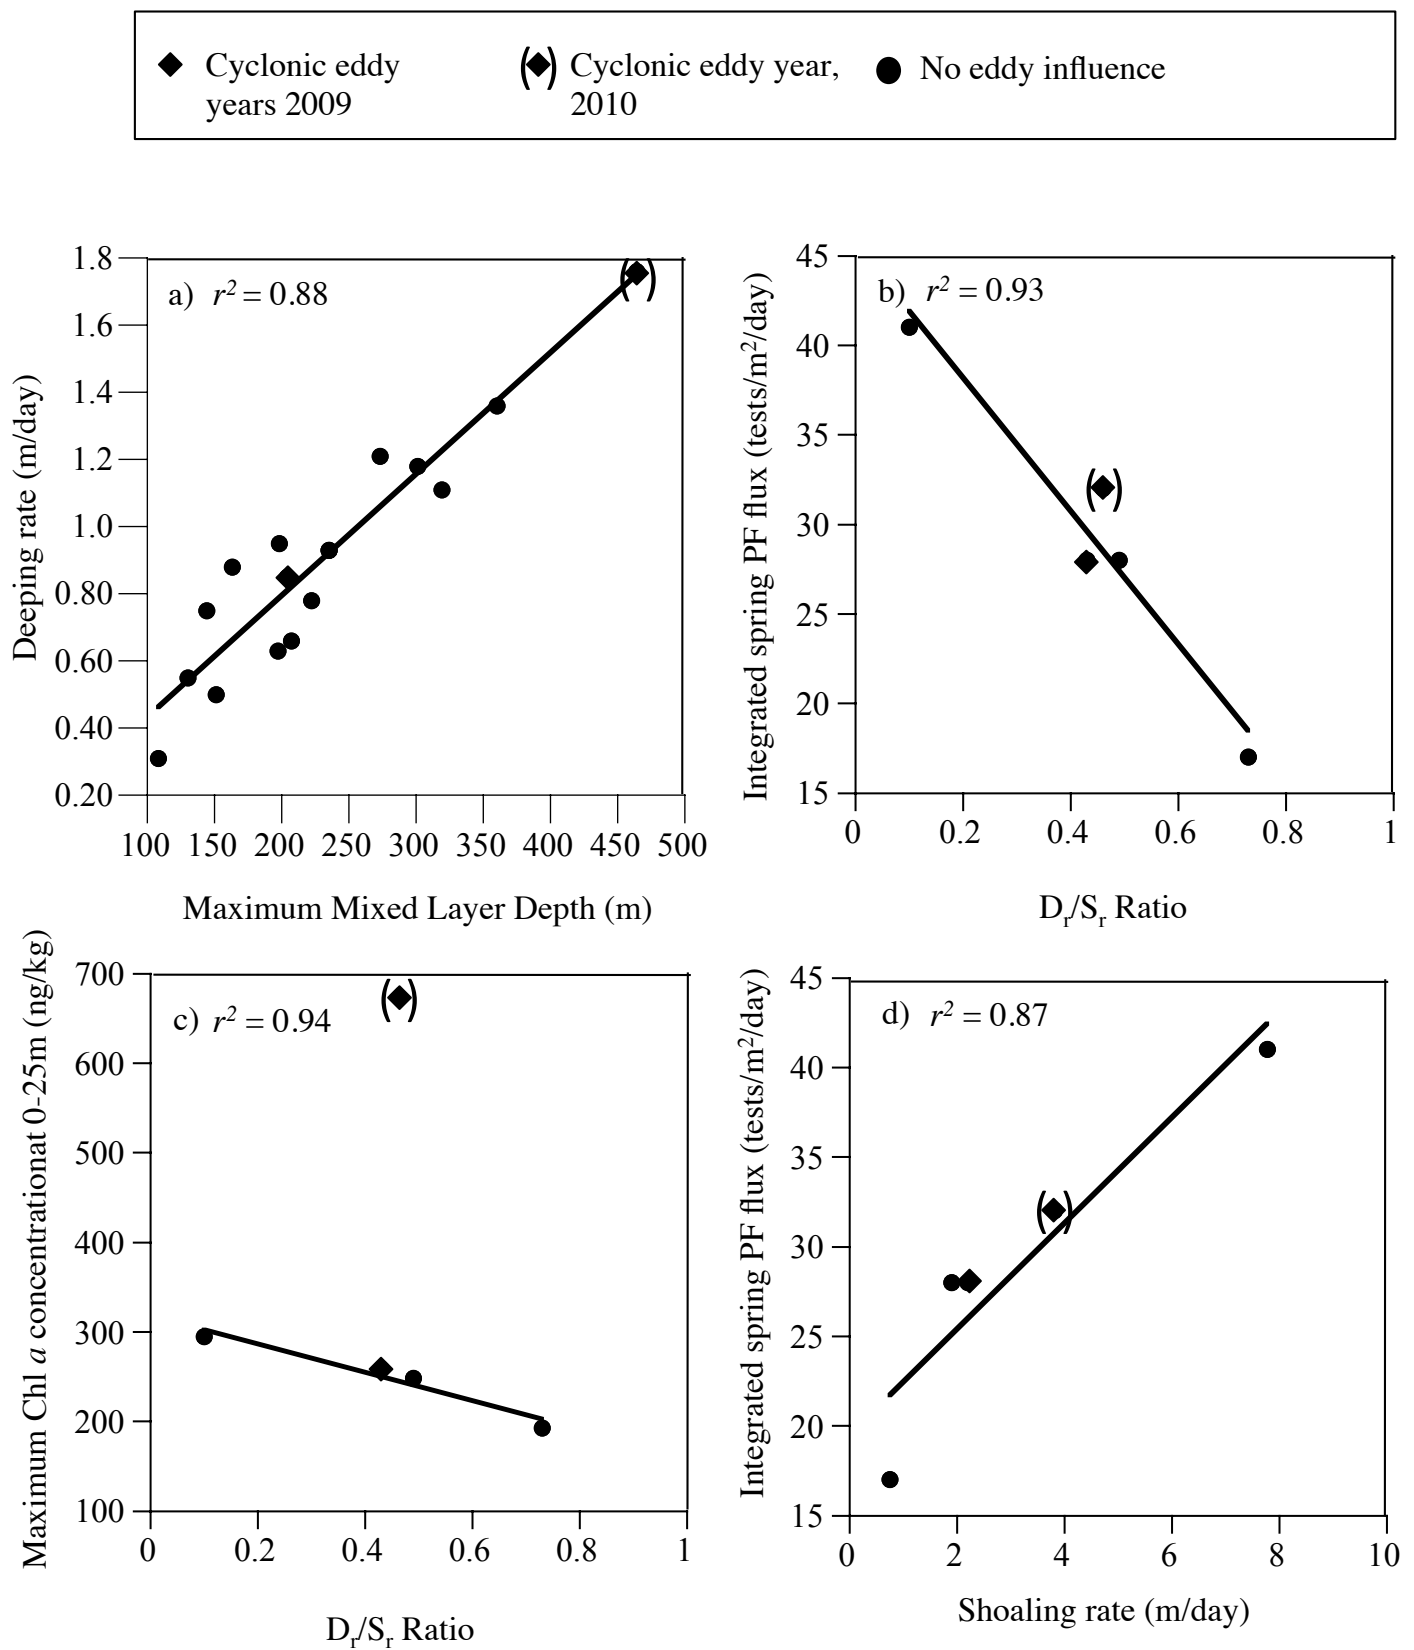 Cyclonic eddy
years 2009
Cyclonic eddy year,
2010
No eddy influence
a) r² = 0.88
Deeping rate (m/day)
1.8
1.6
1.4
1.2
1.0
0.80
0.60
0.40
0.20
100 150 200 250 300 350 400 450 500
Maximum Mixed Layer Depth (m)
b) r² = 0.93
Integrated spring PF flux (tests/m²/day)
45
40
35
30
25
20
15
0 0.2 0.4 0.6 0.8 1
Dr/Sr Ratio
c) r² = 0.94
Maximum Chl a concentrationat 0-25m (ng/kg)
700
600
500
400
300
200
100
0 0.2 0.4 0.6 0.8 1
Dr/Sr Ratio
d) r² = 0.87
Integrated spring PF flux (tests/m²/day)
45
40
35
30
25
20
15
0 2 4 6 8 10
Shoaling rate (m/day)